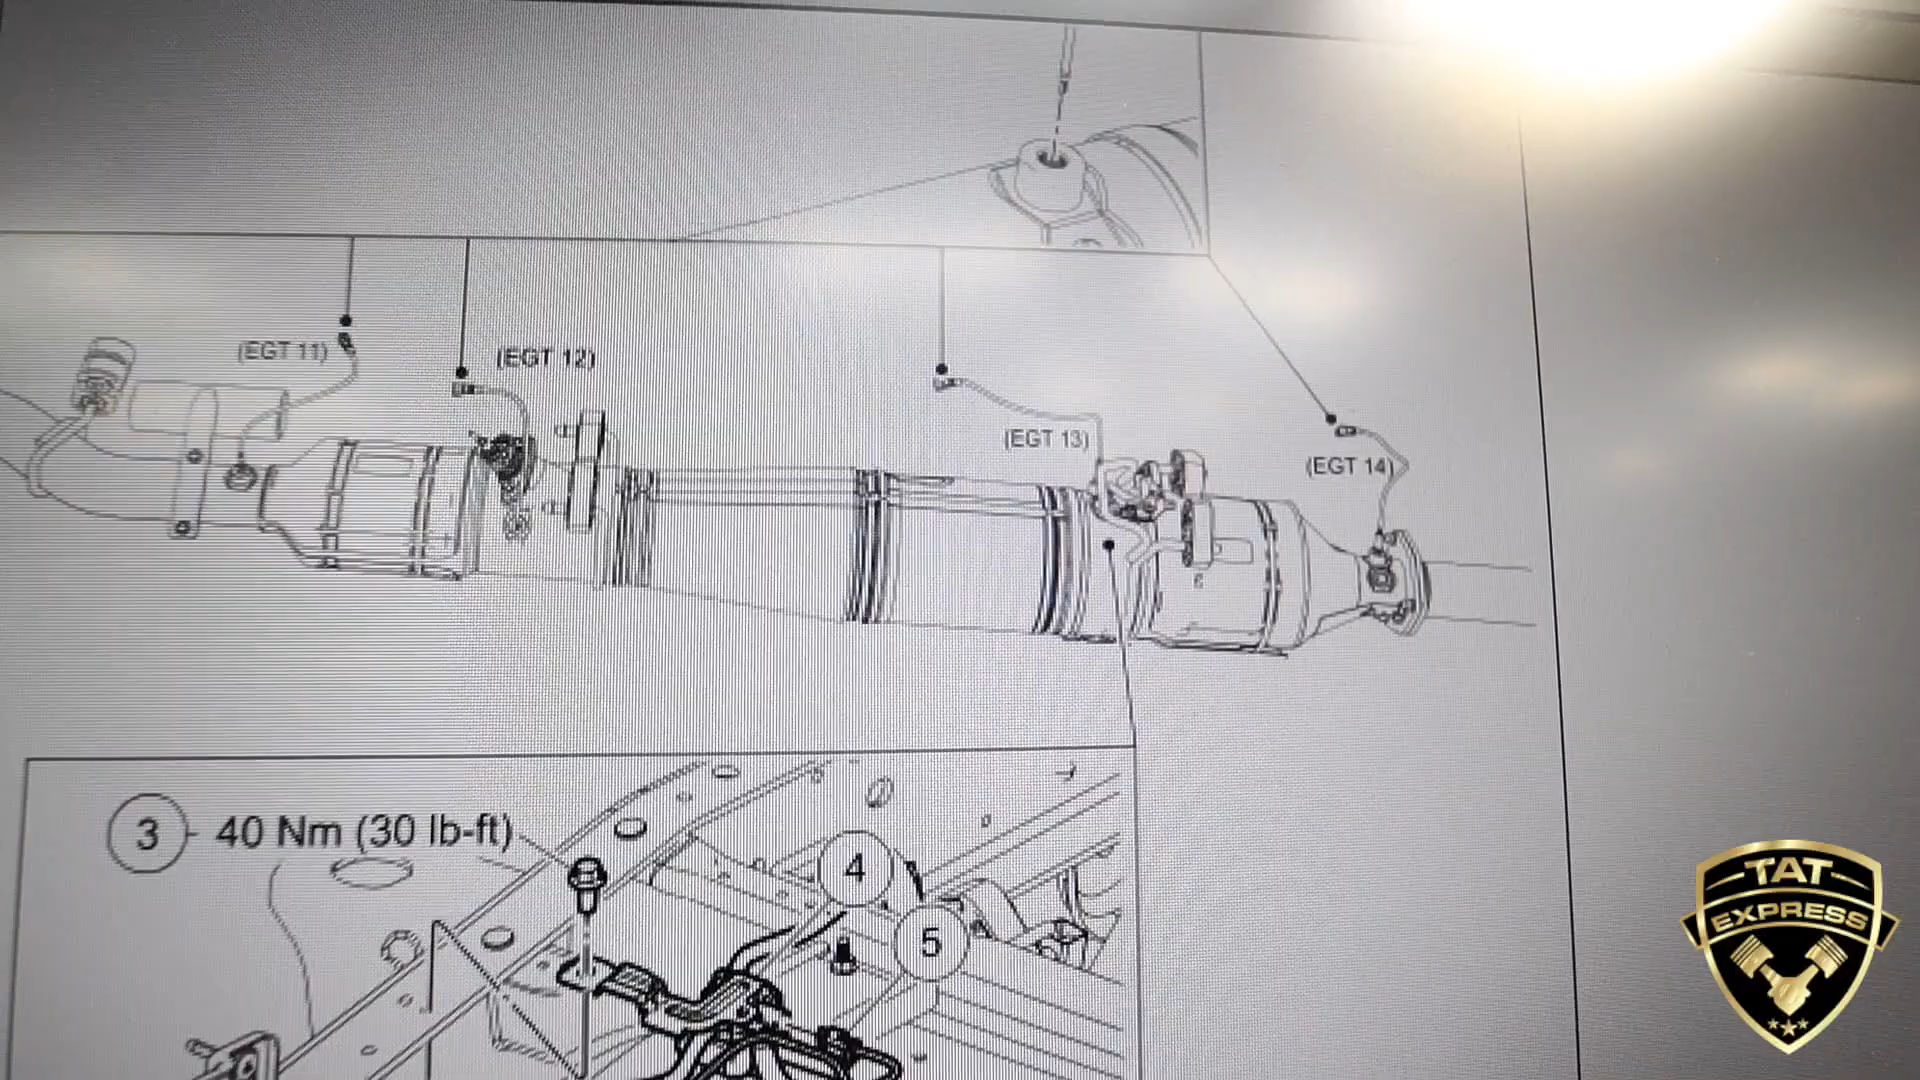 (EGT 11)
(EGT 12)
(EGT 13)
(EGT 14)
3
40 Nm (30 lb-ft)
4
5
TAT
EXPRESS